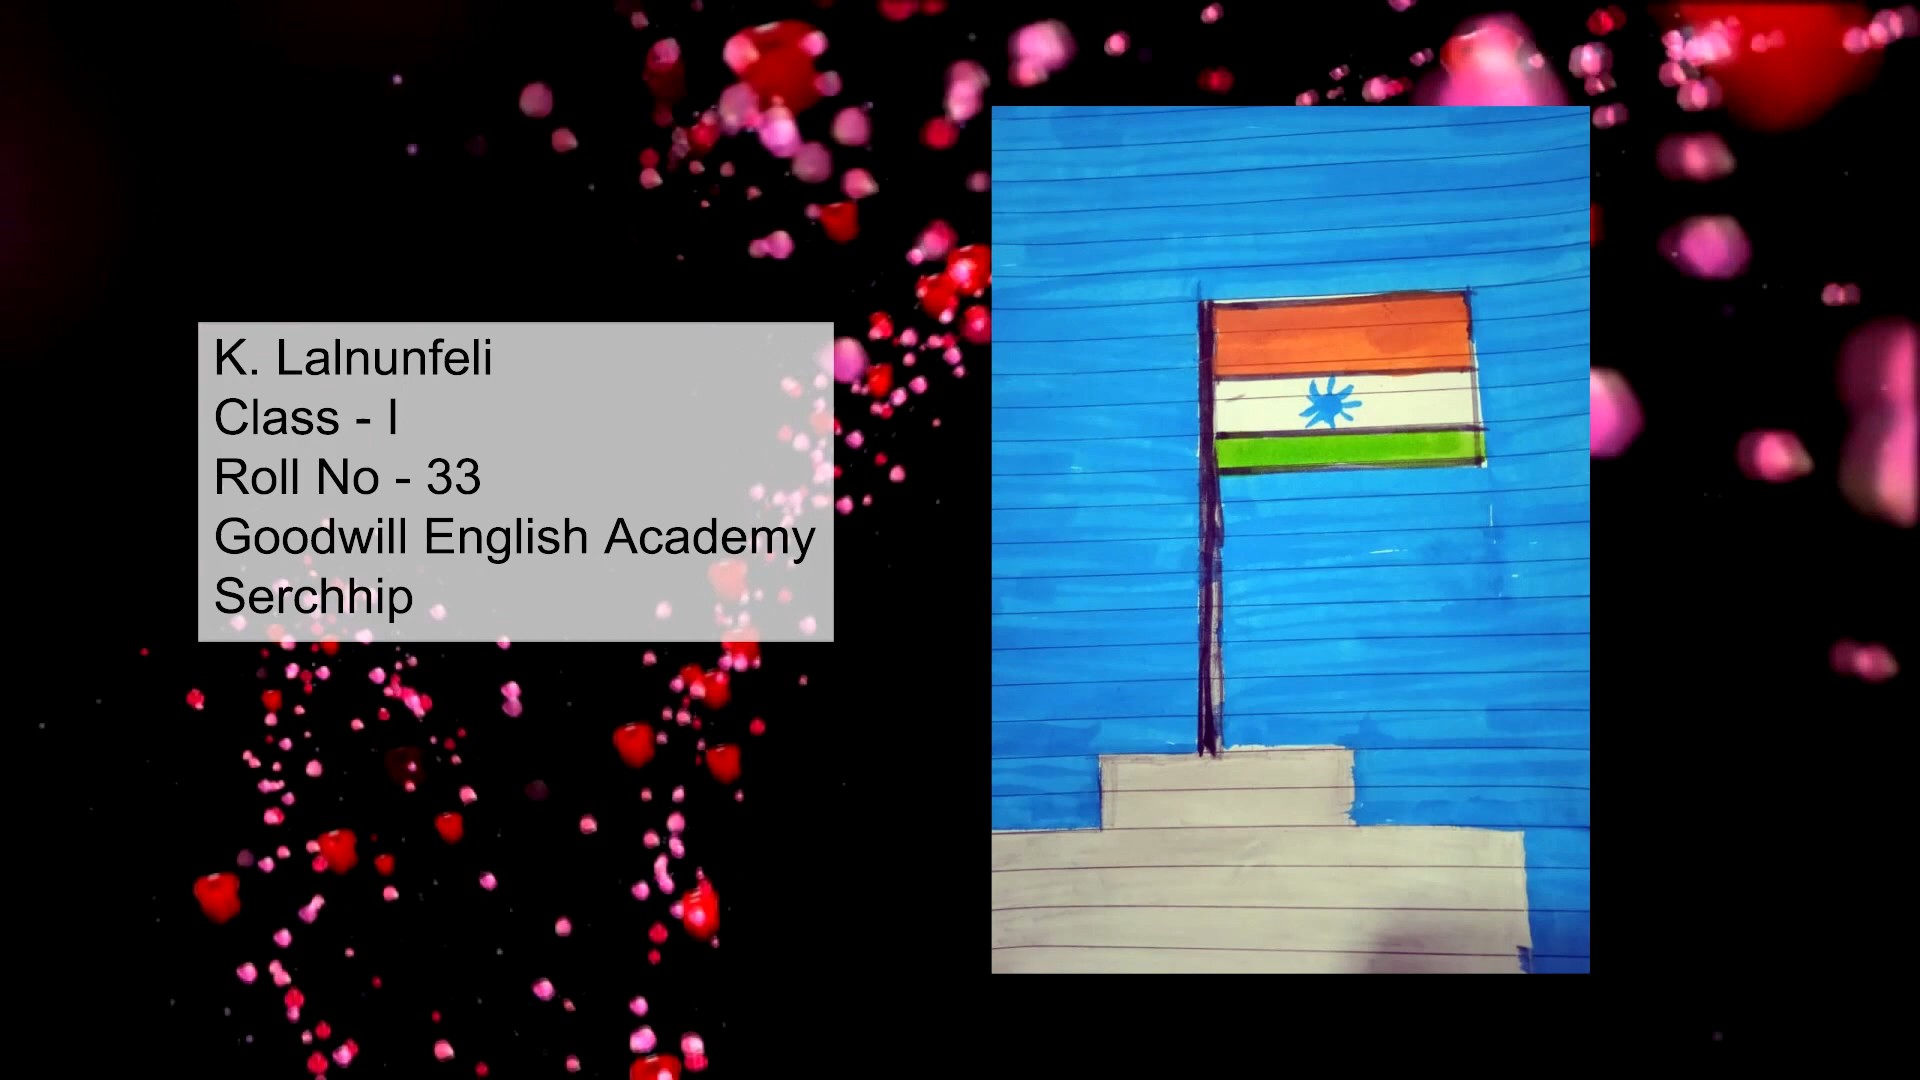 K. Lalnunfeli
Class - I
Roll No - 33
Goodwill English Academy
Serchhip